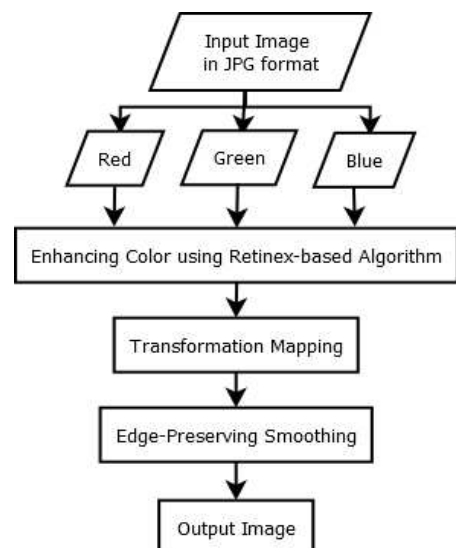 Input Image
in JPG format
Red
Green
Blue
Enhancing Color using Retinex-based Algorithm
Transformation Mapping
Edge-Preserving Smoothing
Output Image